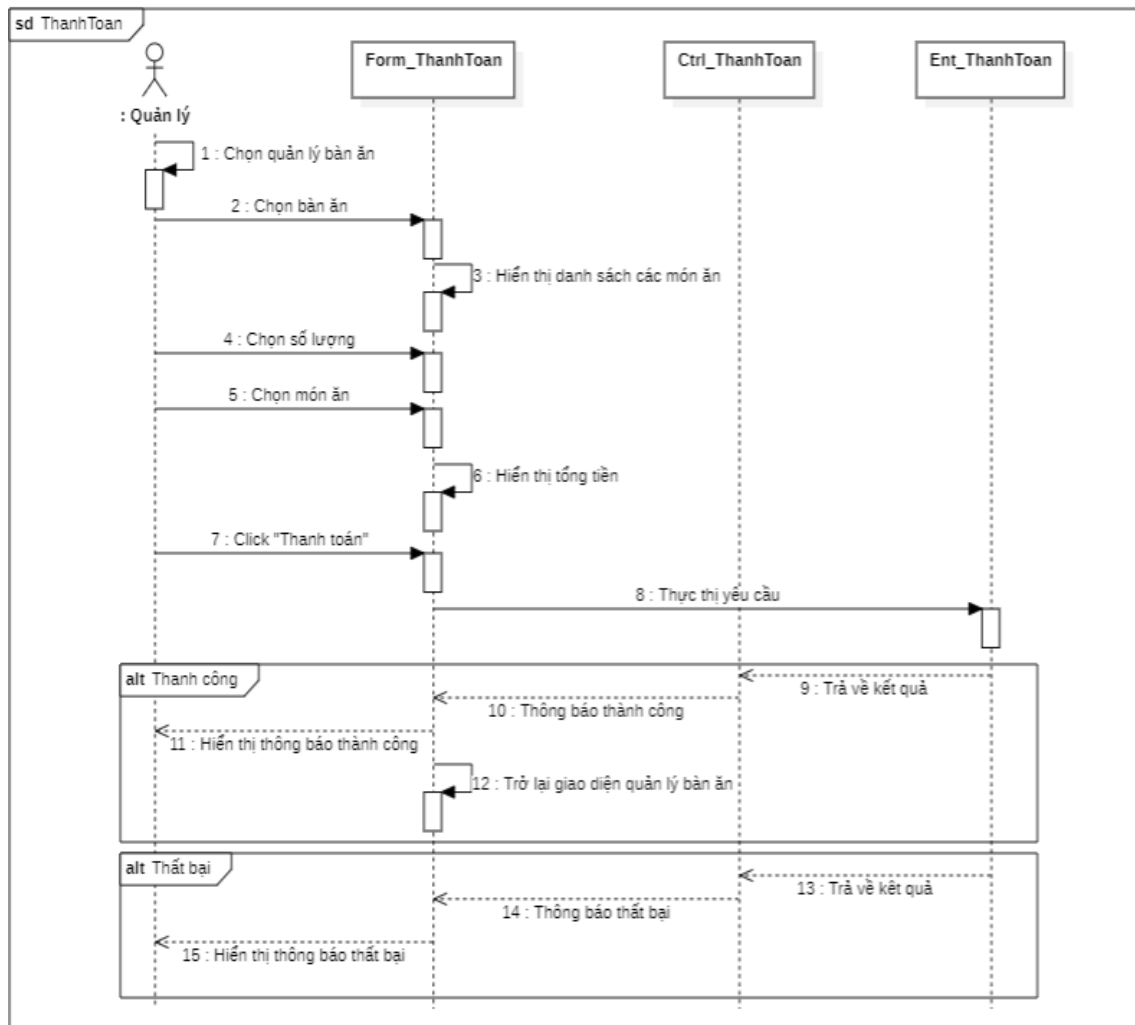 sd ThanhToan
Form_ThanhToan
Ctrl_ThanhToan
Ent_ThanhToan
: Quản lý
1 : Chọn quản lý bàn ăn
2 : Chọn bàn ăn
3 : Hiển thị danh sách các món ăn
4 : Chọn số lượng
5 : Chọn món ăn
6 : Hiển thị tổng tiền
7 : Click "Thanh toán"
8 : Thực thị yêu cầu
alt Thanh công
9 : Trả về kết quả
10 : Thông báo thành công
11 : Hiển thị thông báo thành công
12 : Trở lại giao diện quản lý bàn ăn
alt Thất bại
13 : Trả về kêt quả
14 : Thông báo thất bại
15 : Hiển thị thông báo thất bại